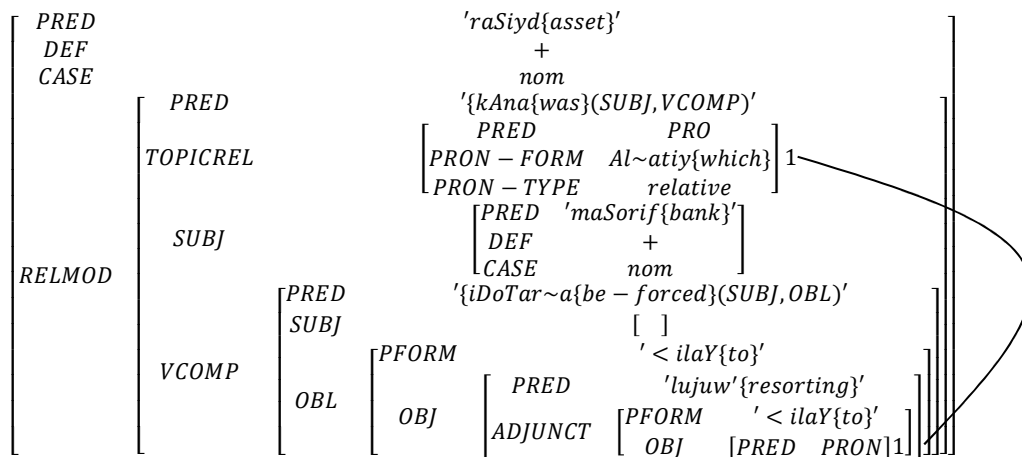 PRED 'raSiyd{asset}'
DEF +
CASE nom
PRED '{kAna{was}(SUBJ,VCOMP)'
PRED PRO
TOPICREL PRON − FORM Al~atiy{which} 1
PRON − TYPE relative
PRED 'maSorif{bank}'
SUBJ DEF +
CASE nom
RELMOD
PRED '{iDoTar~a{be − forced}(SUBJ,OBL)'
SUBJ [ ]
PFORM ' < ilaY{to}'
VCOMP
PRED 'lujuw'{resorting}'
OBL OBJ
PFORM ' < ilaY{to}'
ADJUNCT
OBJ [PRED PRON]1